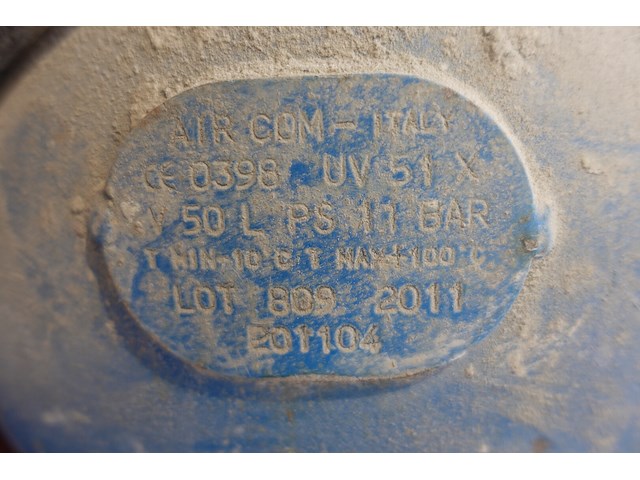 AIR COM - ITALY
CE 0398 UV 51 X
V 50 L PS 11 BAR
T MIN-10 C T MAX+100 C
LOT 809 2011
E01104